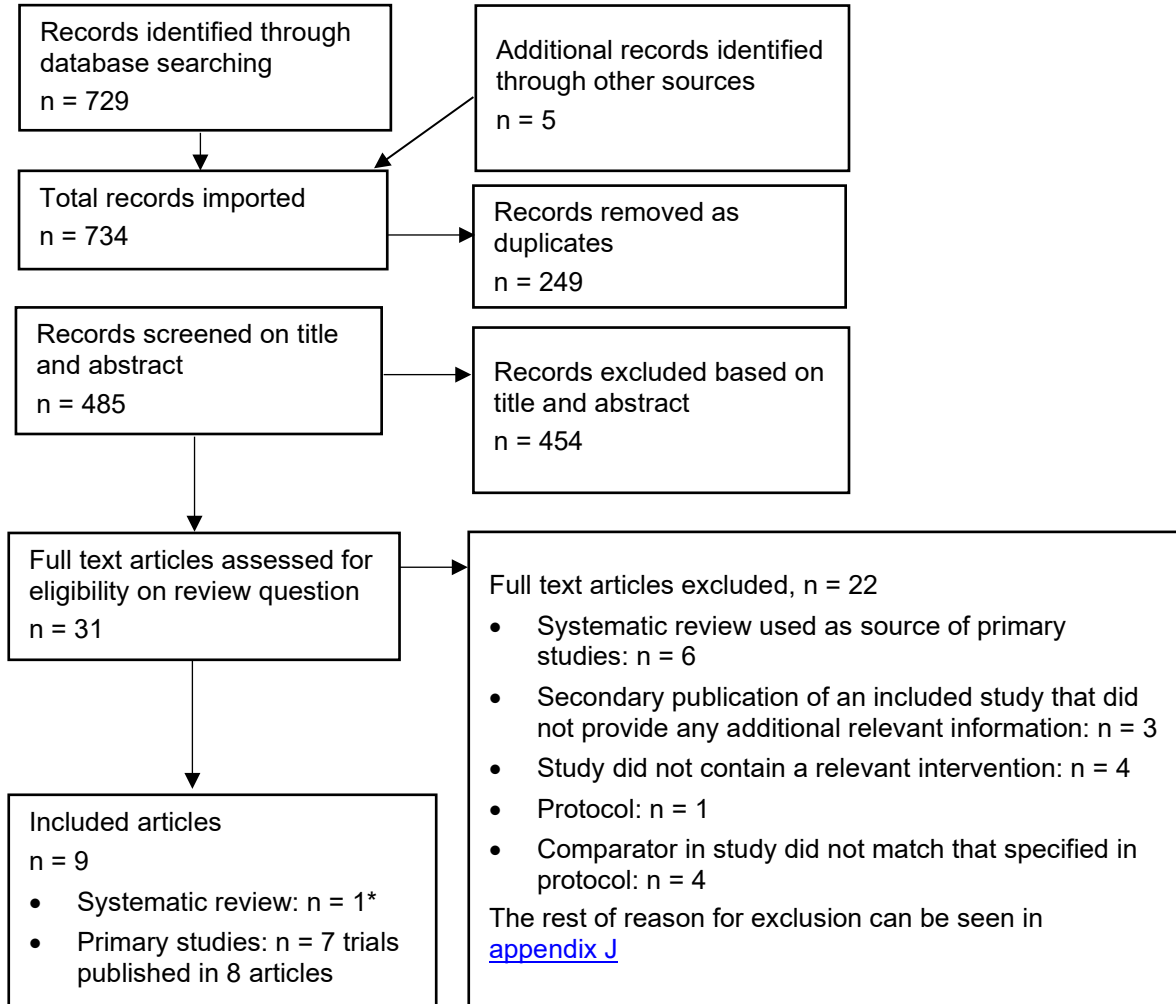 Records identified through
database searching
n = 729
Additional records identified
through other sources
n = 5
Total records imported
n = 734
Records removed as
duplicates
n = 249
Records screened on title
and abstract
n = 485
Records excluded based on
title and abstract
n = 454
Full text articles assessed for
eligibility on review question
n = 31
Full text articles excluded, n = 22
• Systematic review used as source of primary
studies: n = 6
• Secondary publication of an included study that did
not provide any additional relevant information: n = 3
• Study did not contain a relevant intervention: n = 4
• Protocol: n = 1
• Comparator in study did not match that specified in
protocol: n = 4
The rest of reason for exclusion can be seen in
appendix J
Included articles
n = 9
• Systematic review: n = 1*
• Primary studies: n = 7 trials
published in 8 articles